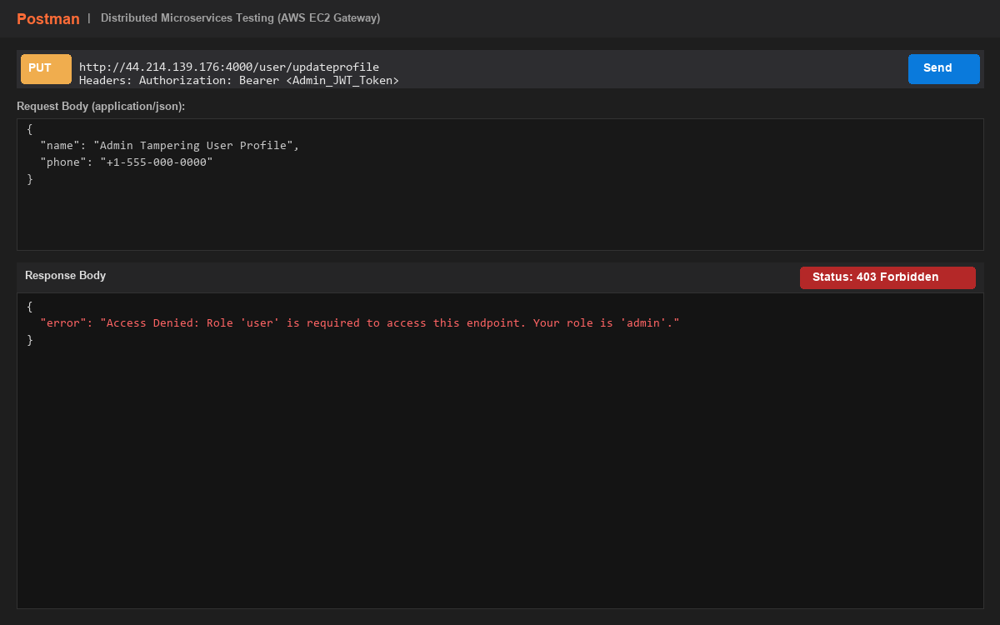 Postman | Distributed Microservices Testing (AWS EC2 Gateway)
PUT http://44.214.139.176:4000/user/updateprofile Send
Headers: Authorization: Bearer <Admin_JWT_Token>
Request Body (application/json):
{
  "name": "Admin Tampering User Profile",
  "phone": "+1-555-000-0000"
}
Response Body Status: 403 Forbidden
{
  "error": "Access Denied: Role 'user' is required to access this endpoint. Your role is 'admin'."
}